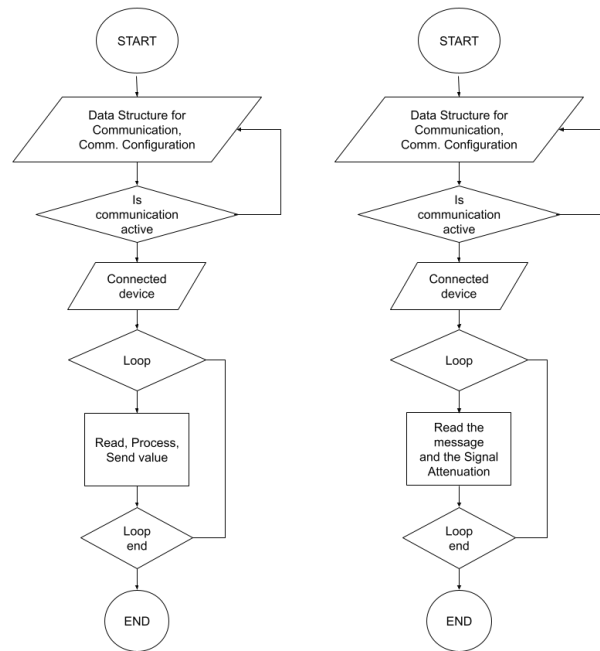 START
Data Structure for
Communication,
Comm. Configuration
Is
communication
active
Connected
device
Loop
Read, Process,
Send value
Loop
end
END
START
Data Structure for
Communication,
Comm. Configuration
Is
communication
active
Connected
device
Loop
Read the
message
and the Signal
Attenuation
Loop
end
END